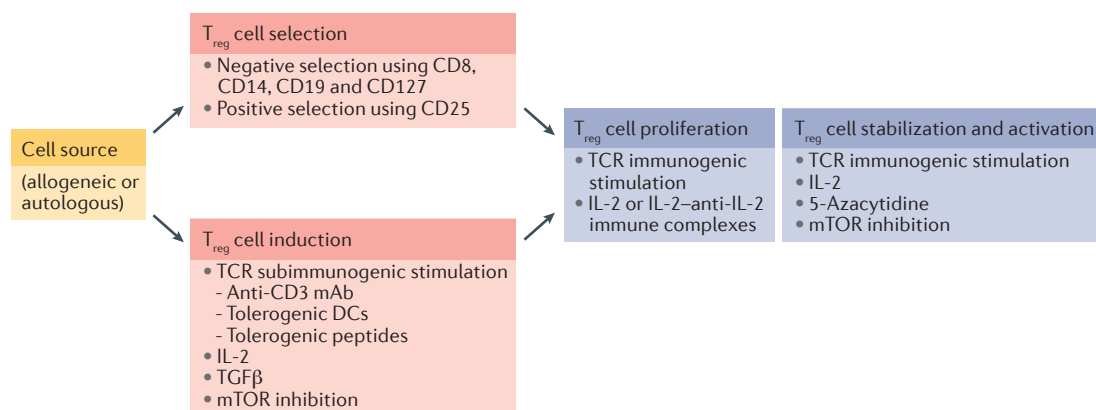 Cell source
(allogeneic or
autologous)
Treg cell selection
• Negative selection using CD8,
CD14, CD19 and CD127
• Positive selection using CD25
Treg cell induction
• TCR subimmunogenic stimulation
- Anti-CD3 mAb
- Tolerogenic DCs
- Tolerogenic peptides
• IL-2
• TGFβ
• mTOR inhibition
Treg cell proliferation
• TCR immunogenic
stimulation
• IL-2 or IL-2–anti-IL-2
immune complexes
Treg cell stabilization and activation
• TCR immunogenic stimulation
• IL-2
• 5-Azacytidine
• mTOR inhibition